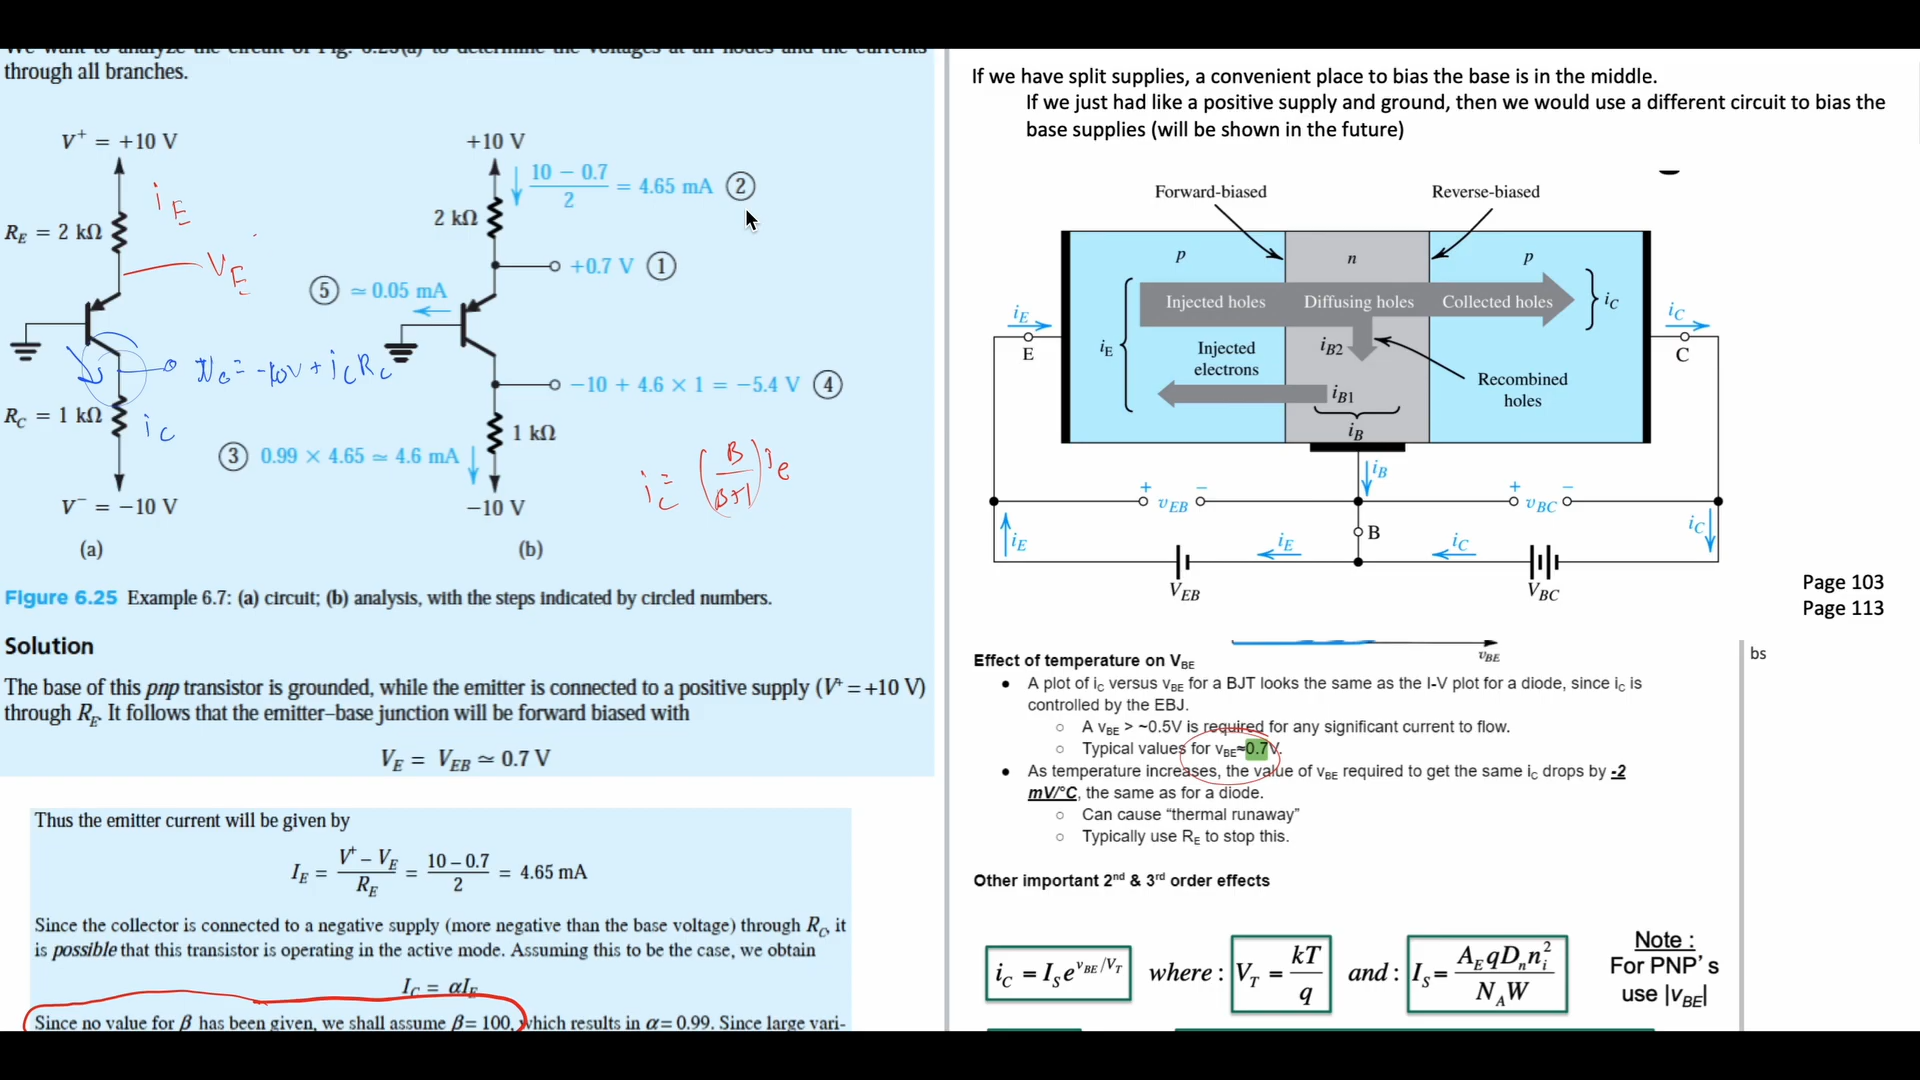 through all branches.
V⁺ = +10 V
i_E
R_E = 2 kΩ
V_E
V_C = -10V + i_C R_C
R_C = 1 kΩ
i_C
V⁻ = −10 V
(a)
+10 V
10 − 0.7 / 2 = 4.65 mA ②
2 kΩ
+0.7 V ①
⑤ ≃ 0.05 mA
−10 + 4.6 × 1 = −5.4 V ④
1 kΩ
③ 0.99 × 4.65 ≃ 4.6 mA
i_C = (B / B+1) i_e
−10 V
(b)
Figure 6.25 Example 6.7: (a) circuit; (b) analysis, with the steps indicated by circled numbers.
Solution
The base of this pnp transistor is grounded, while the emitter is connected to a positive supply (V⁺ = +10 V)
through R_E. It follows that the emitter–base junction will be forward biased with
V_E = V_EB ≃ 0.7 V
Thus the emitter current will be given by
I_E = V⁺ − V_E / R_E = 10 − 0.7 / 2 = 4.65 mA
Since the collector is connected to a negative supply (more negative than the base voltage) through R_C, it
is possible that this transistor is operating in the active mode. Assuming this to be the case, we obtain
I_C = αI_E
Since no value for β has been given, we shall assume β = 100, which results in α = 0.99. Since large vari-
If we have split supplies, a convenient place to bias the base is in the middle.
If we just had like a positive supply and ground, then we would use a different circuit to bias the
base supplies (will be shown in the future)
Forward-biased
Reverse-biased
p
n
p
Injected holes
Diffusing holes
Collected holes
i_C
i_E
E
i_E
Injected
electrons
i_B2
i_B1
i_B
Recombined
holes
i_C
C
i_B
+ v_EB −
+ v_BC −
B
i_E
i_E
i_C
i_C
V_EB
V_BC
Page 103
Page 113
v_BE
bs
Effect of temperature on V_BE
● A plot of i_C versus v_BE for a BJT looks the same as the I-V plot for a diode, since i_C is
controlled by the EBJ.
○ A v_BE > ~0.5V is required for any significant current to flow.
○ Typical values for v_BE≈0.7V.
● As temperature increases, the value of v_BE required to get the same i_C drops by -2
mV/°C, the same as for a diode.
○ Can cause “thermal runaway”
○ Typically use R_E to stop this.
Other important 2nd & 3rd order effects
i_C = I_S e^(v_BE/V_T) where : V_T = kT / q and : I_S = A_E q D_n n_i² / N_A W
Note :
For PNP’s
use |v_BE|